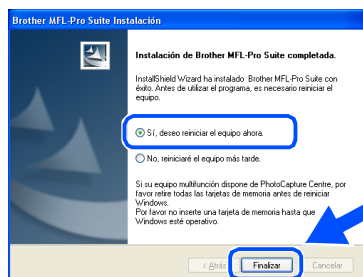 Brother MFL-Pro Suite Instalación
Instalación de Brother MFL-Pro Suite completada.
InstallShield Wizard ha instalado Brother MFL-Pro Suite con
éxito. Antes de utilizar el programa, es necesario reiniciar el
equipo.
Sí, deseo reiniciar el equipo ahora.
No, reiniciaré el equipo más tarde.
Si su equipo multifunción dispone de PhotoCapture Centre, por
favor retire todas las tarjetas de memoria antes de reiniciar
Windows.
Por favor no inserte una tarjeta de memoria hasta que
Windows esté operativo.
< Atrás
Finalizar
Cancelar